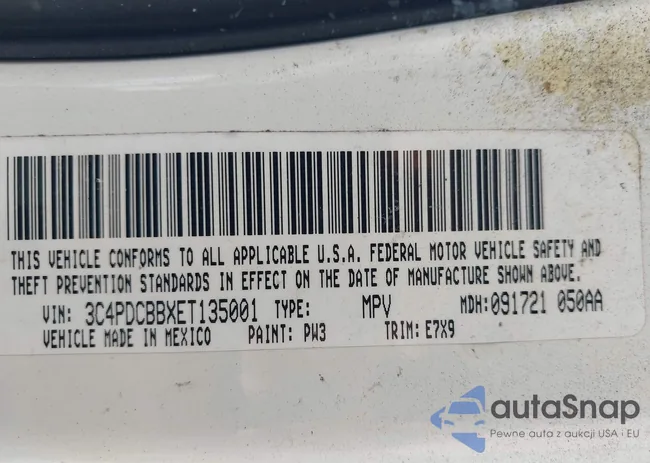 THIS VEHICLE CONFORMS TO ALL APPLICABLE U.S.A. FEDERAL MOTOR VEHICLE SAFETY AND
THEFT PREVENTION STANDARDS IN EFFECT ON THE DATE OF MANUFACTURE SHOWN ABOVE.
VIN: 3C4PDCBBXET135001 TYPE: MPV MDH:091721 050AA
VEHICLE MADE IN MEXICO PAINT: PW3 TRIM: E7X9
autaSnap
Pewne auta z aukcji USA i EU